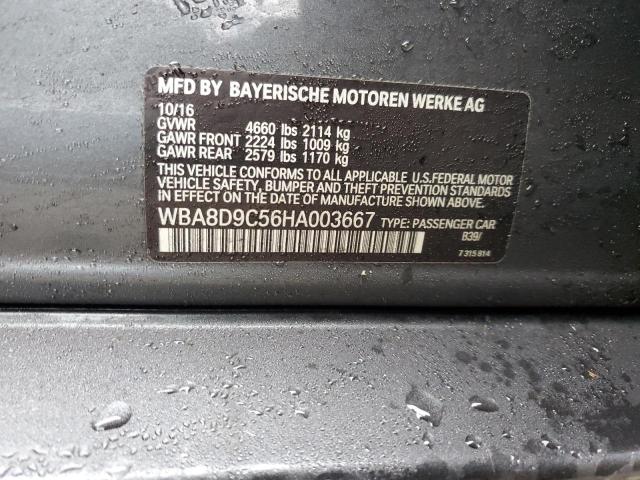 MFD BY BAYERISCHE MOTOREN WERKE AG
10/16
GVWR 4660 lbs 2114 kg
GAWR FRONT 2224 lbs 1009 kg
GAWR REAR 2579 lbs 1170 kg
THIS VEHICLE CONFORMS TO ALL APPLICABLE U.S.FEDERAL MOTOR
VEHICLE SAFETY, BUMPER AND THEFT PREVENTION STANDARDS
IN EFFECT ON THE DATE OF MANUFACTURE SHOWN ABOVE.
WBA8D9C56HA003667 TYPE: PASSENGER CAR
B39/
7 315 814